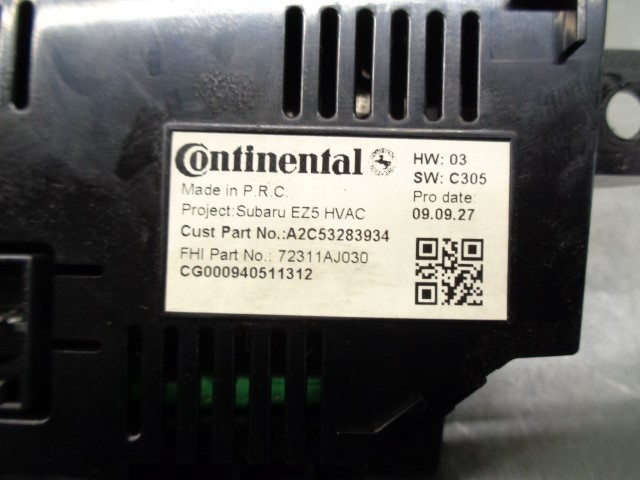 Continental
HW: 03
SW: C305
Made in P.R.C.
Pro date:
Project:Subaru EZ5 HVAC
09.09.27
Cust Part No.:A2C53283934
FHI Part No.: 72311AJ030
CG000940511312